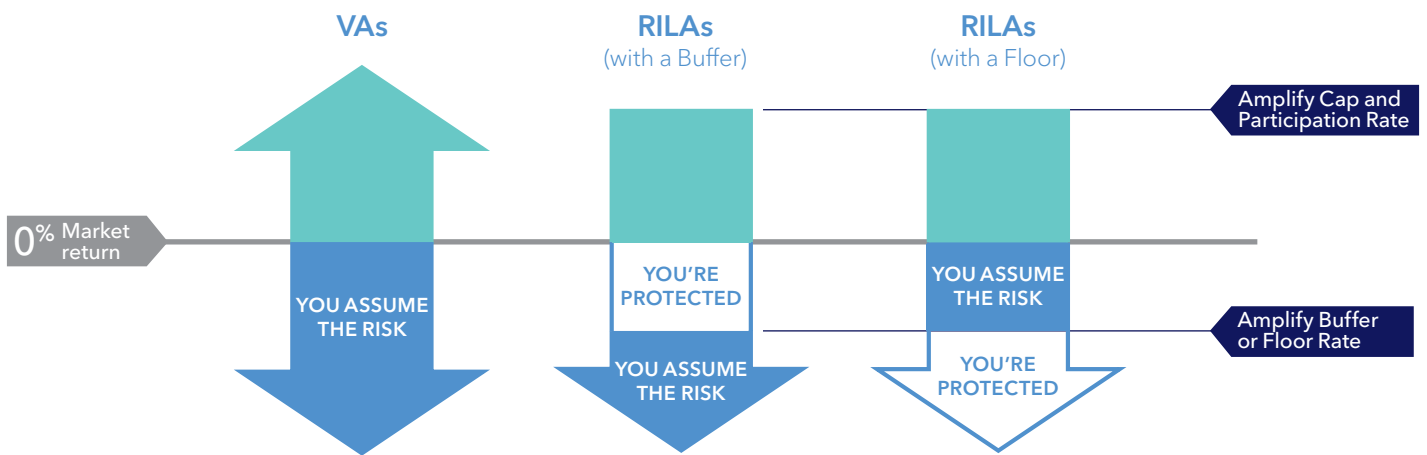 VAs
RILAs
(with a Buffer)
RILAs
(with a Floor)
Amplify Cap and
Participation Rate
0% Market
return
YOU ASSUME
THE RISK
YOU’RE
PROTECTED
YOU ASSUME
THE RISK
YOU ASSUME
THE RISK
YOU’RE
PROTECTED
Amplify Buffer
or Floor Rate